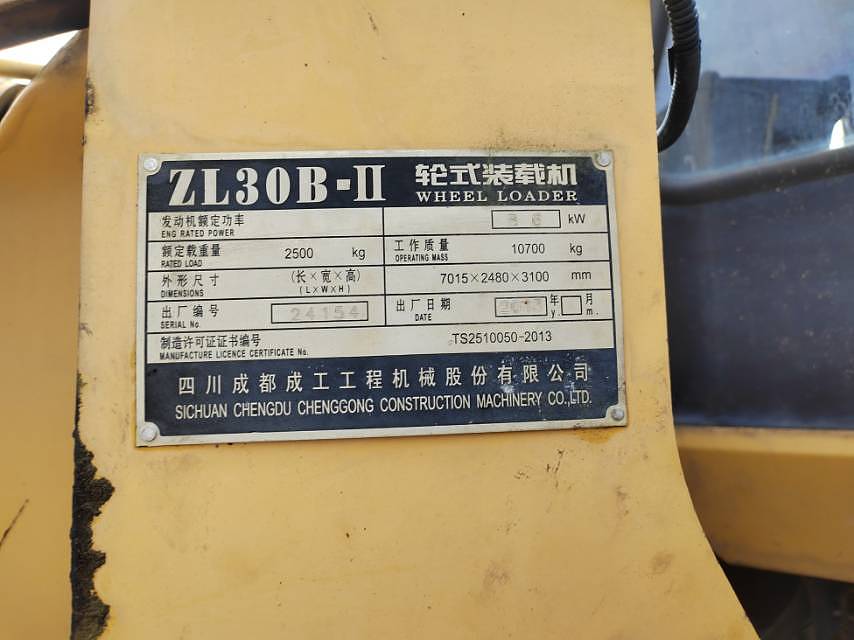 ZL30B-II 轮式装载机
WHEEL LOADER
发动机额定功率 86 kW
ENG RATED POWER
额定载重量 2500 kg 工作质量 10700 kg
RATED LOAD OPERATING MASS
外形尺寸 (长×宽×高) 7015×2480×3100 mm
DIMENSIONS (L×W×H)
出厂编号 24154 出厂日期 2013 年 月
SERIAL No. DATE y. m.
制造许可证证书编号 TS2510050-2013
MANUFACTURE LICENCE CERTIFICATE No.
四川成都成工工程机械股份有限公司
SICHUAN CHENGDU CHENGGONG CONSTRUCTION MACHINERY CO.,LTD.